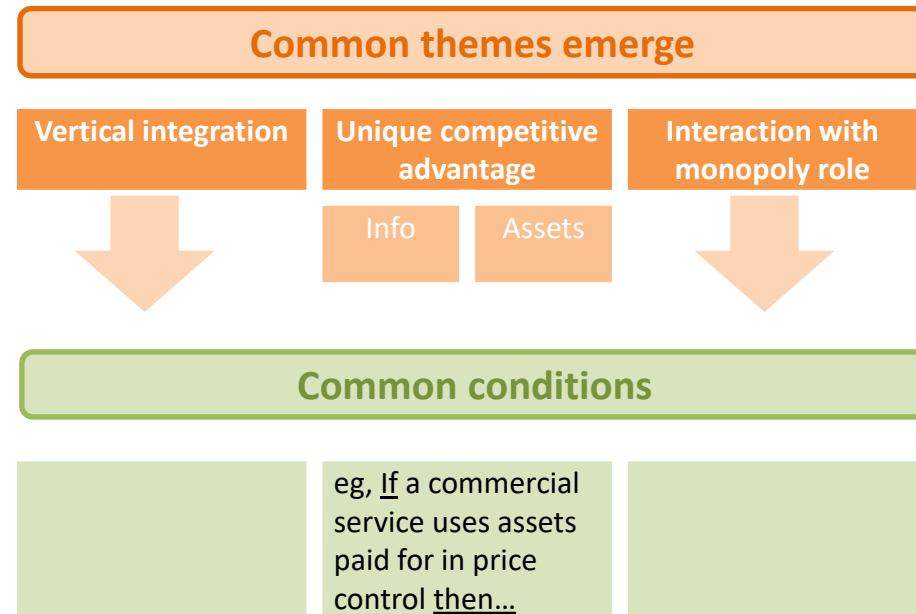 Common themes emerge
Vertical integration
Unique competitive
advantage
Interaction with
monopoly role
Info
Assets
Common conditions
eg, If a commercial
service uses assets
paid for in price
control then...